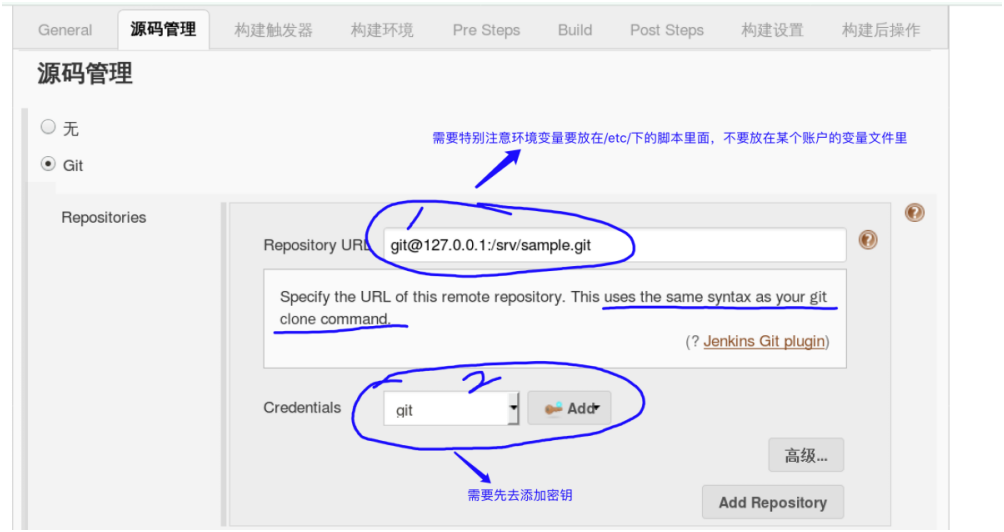 General 源码管理 构建触发器 构建环境 Pre Steps Build Post Steps 构建设置 构建后操作
源码管理
无
需要特别注意环境变量要放在/etc/下的脚本里面，不要放在某个账户的变量文件里
Git
Repositories
1
Repository URL git@127.0.0.1:/srv/sample.git
Specify the URL of this remote repository. This uses the same syntax as your git
clone command.
(? Jenkins Git plugin)
2
Credentials git Add
高级...
需要先去添加密钥
Add Repository